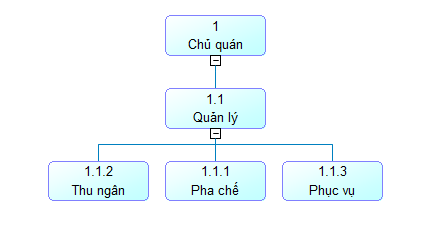 1
Chủ quán
1.1
Quản lý
1.1.2
Thu ngân
1.1.1
Pha chế
1.1.3
Phục vụ